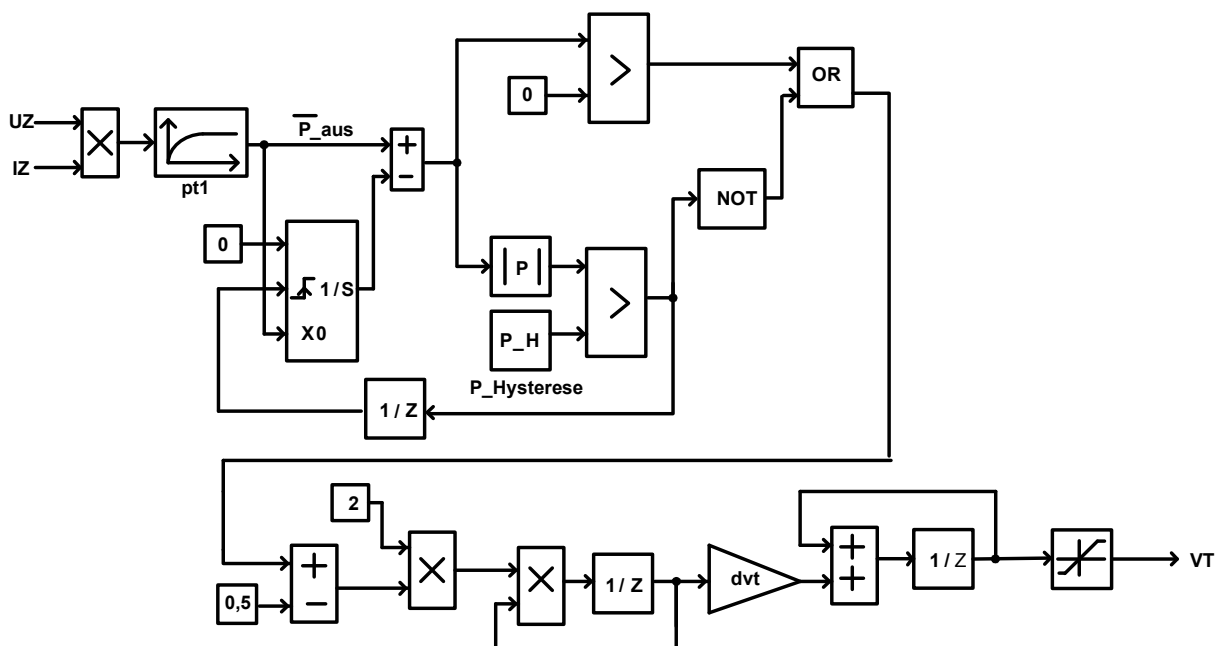 UZ
IZ
pt1
P_aus
+
−
0
1/S
X0
0
>
|P|
P_H
P_Hysterese
>
NOT
OR
1/Z
2
0,5
+
−
×
×
1/Z
dvt
+
+
1/Z
VT